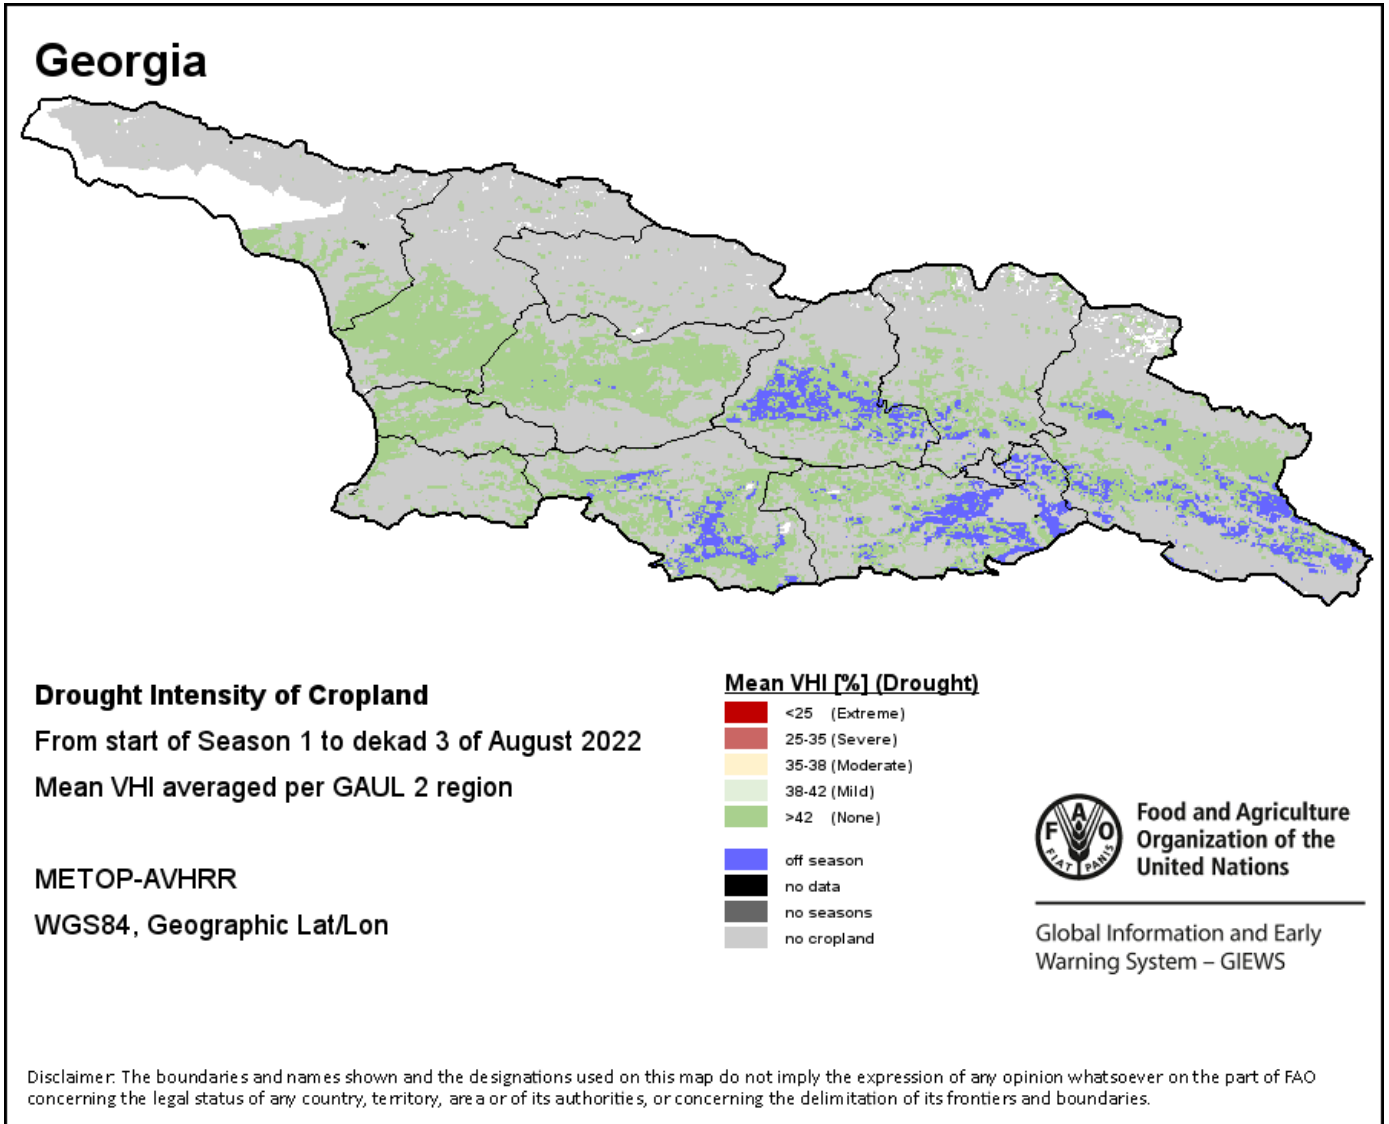 Georgia
Drought Intensity of Cropland
From start of Season 1 to dekad 3 of August 2022
Mean VHI averaged per GAUL 2 region
METOP-AVHRR
WGS84, Geographic Lat/Lon
Mean VHI [%] (Drought)
<25 (Extreme)
25-35 (Severe)
35-38 (Moderate)
38-42 (Mild)
>42 (None)
off season
no data
no seasons
no cropland
F A O
FIAT PANIS
Food and Agriculture
Organization of the
United Nations
Global Information and Early
Warning System – GIEWS
Disclaimer: The boundaries and names shown and the designations used on this map do not imply the expression of any opinion whatsoever on the part of FAO
concerning the legal status of any country, territory, area or of its authorities, or concerning the delimitation of its frontiers and boundaries.